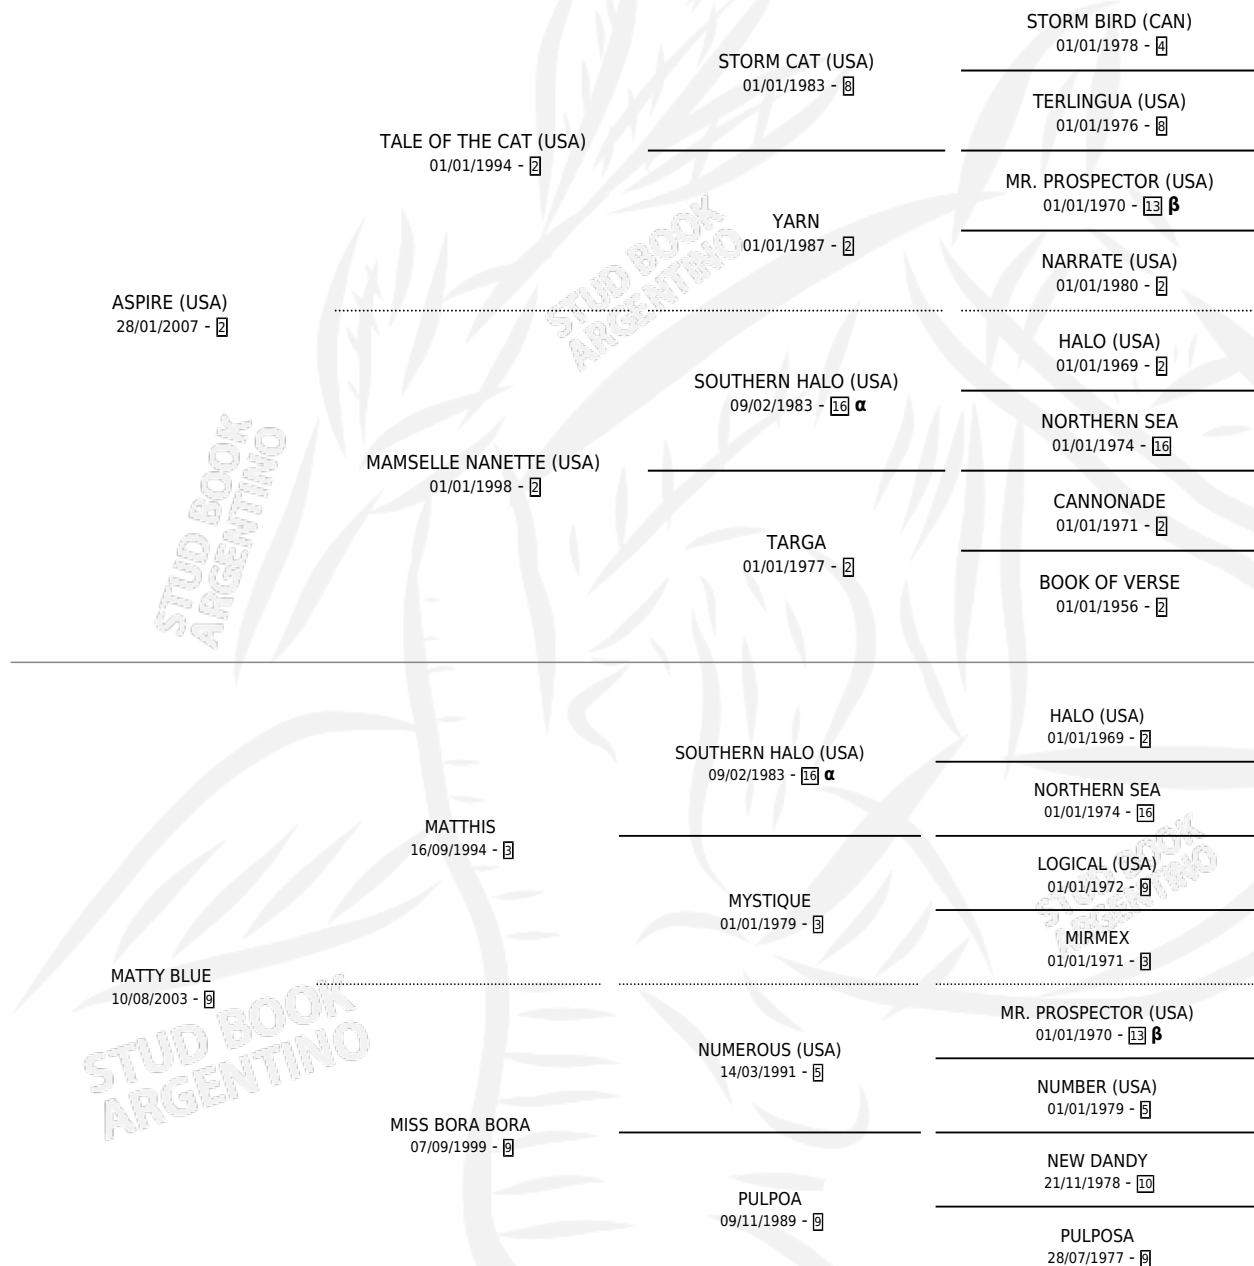 STORM BIRD (CAN)
01/01/1978 - 4
STORM CAT (USA)
01/01/1983 - 8
TERLINGUA (USA)
01/01/1976 - 8
TALE OF THE CAT (USA)
01/01/1994 - 2
MR. PROSPECTOR (USA)
01/01/1970 - 13 β
YARN
01/01/1987 - 2
NARRATE (USA)
01/01/1980 - 2
ASPIRE (USA)
28/01/2007 - 2
STUD BOOK
ARGENTINO
HALO (USA)
01/01/1969 - 2
SOUTHERN HALO (USA)
09/02/1983 - 16 α
NORTHERN SEA
01/01/1974 - 16
MAMSELLE NANETTE (USA)
01/01/1998 - 2
CANNONADE
01/01/1971 - 2
TARGA
01/01/1977 - 2
BOOK OF VERSE
01/01/1956 - 2
STUD BOOK
ARGENTINO
HALO (USA)
01/01/1969 - 2
SOUTHERN HALO (USA)
09/02/1983 - 16 α
NORTHERN SEA
01/01/1974 - 16
MATTHIS
16/09/1994 - 3
LOGICAL (USA)
01/01/1972 - 9
STUD BOOK
ARGENTINO
MYSTIQUE
01/01/1979 - 3
MIRMEX
01/01/1971 - 3
MATTY BLUE
10/08/2003 - 9
STUD BOOK
ARGENTINO
MR. PROSPECTOR (USA)
01/01/1970 - 13 β
NUMEROUS (USA)
14/03/1991 - 5
NUMBER (USA)
01/01/1979 - 5
MISS BORA BORA
07/09/1999 - 9
NEW DANDY
21/11/1978 - 10
PULPOA
09/11/1989 - 9
PULPOSA
28/07/1977 - 9